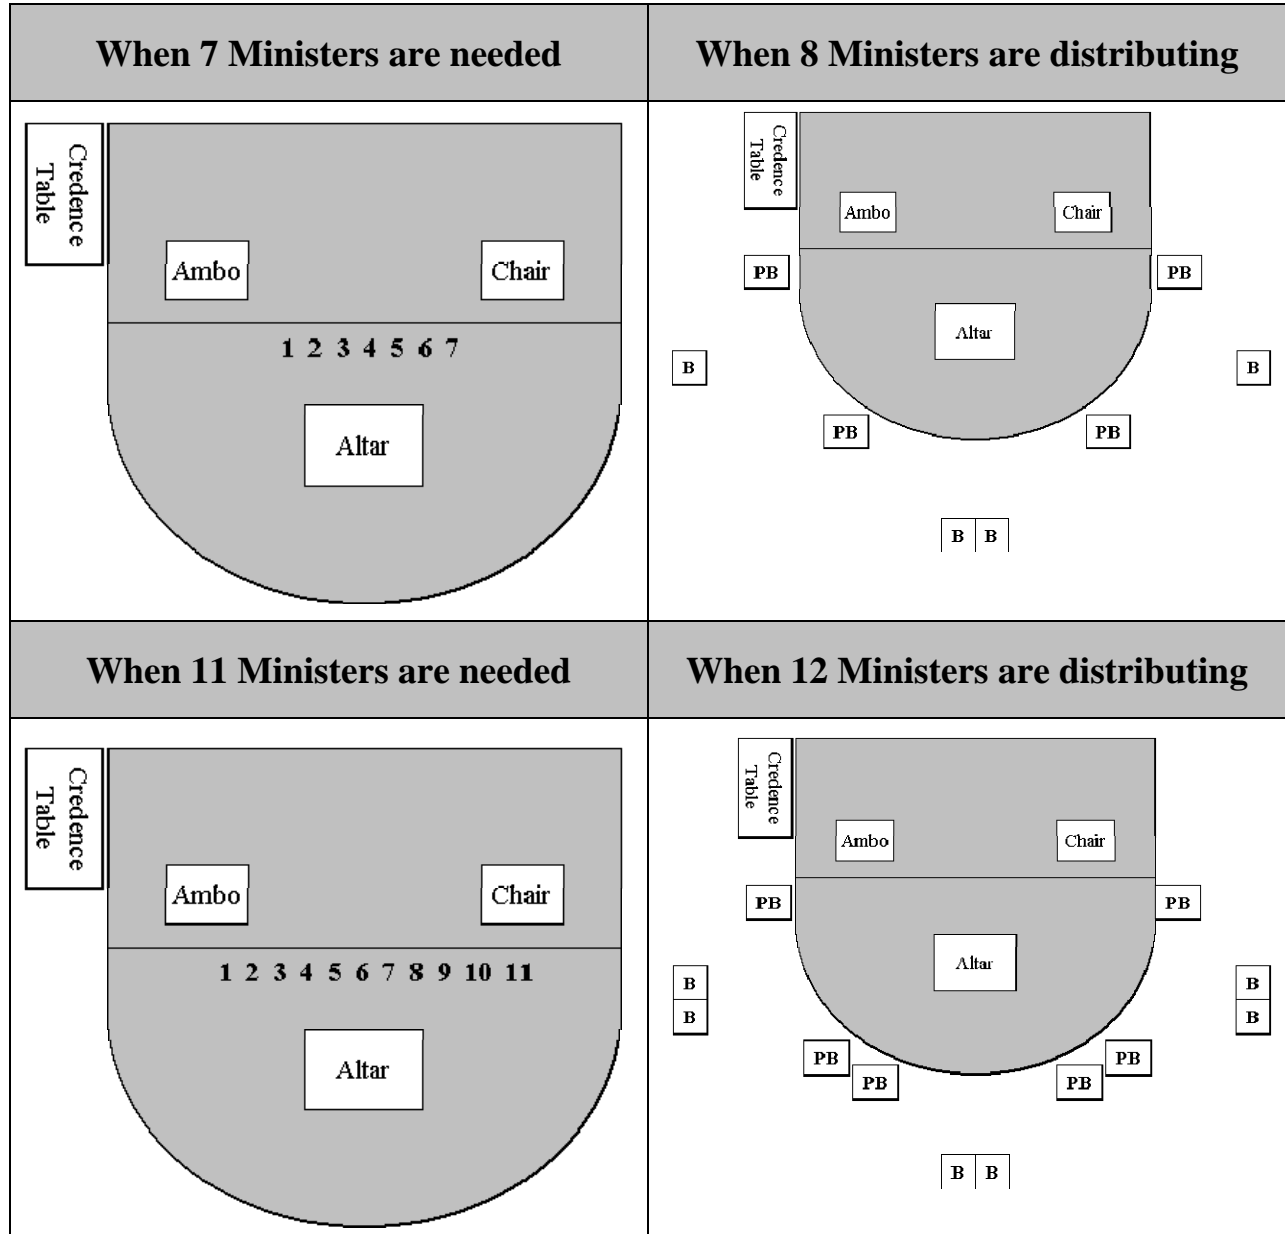 When 7 Ministers are needed
When 8 Ministers are distributing
Credence
Table
Ambo
Chair
1 2 3 4 5 6 7
Altar
Credence
Table
Ambo
Chair
PB
PB
Altar
B
B
PB
PB
B B
When 11 Ministers are needed
When 12 Ministers are distributing
Credence
Table
Ambo
Chair
1 2 3 4 5 6 7 8 9 10 11
Altar
Credence
Table
Ambo
Chair
PB
PB
Altar
B
B
B
B
PB
PB
PB
PB
B B